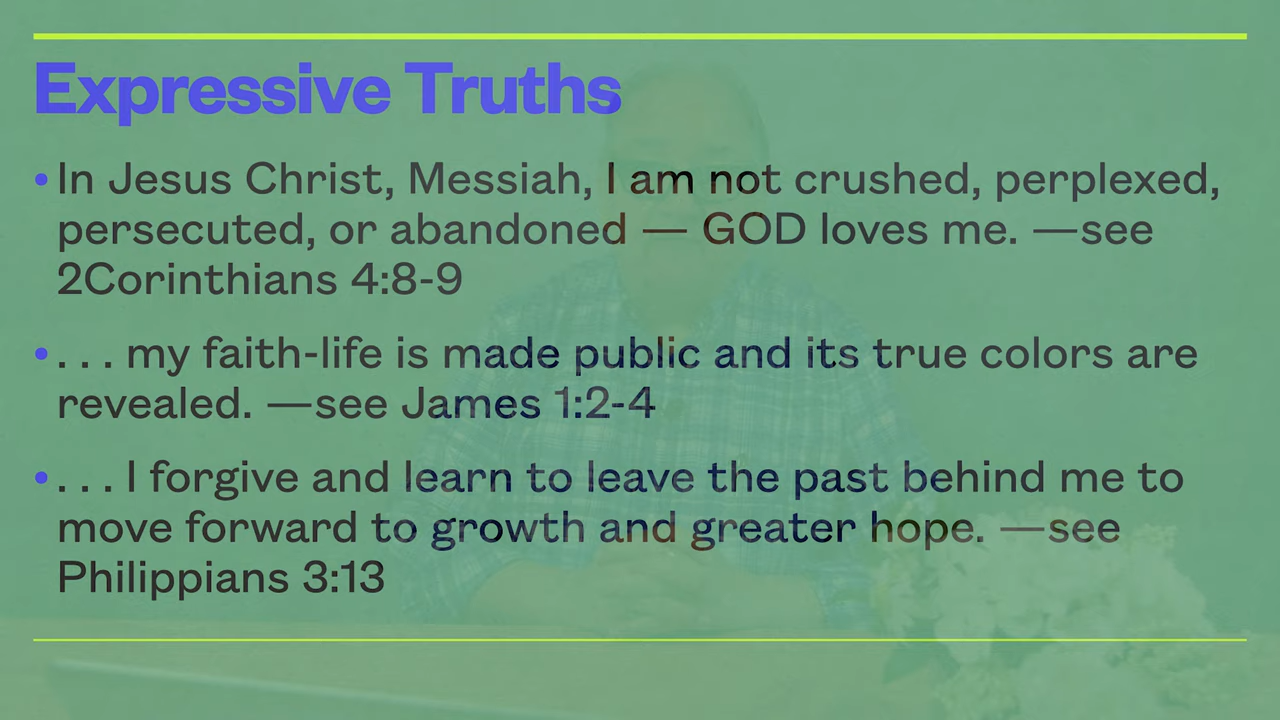 Expressive Truths
• In Jesus Christ, Messiah, I am not crushed, perplexed,
persecuted, or abandoned — GOD loves me. —see
2Corinthians 4:8-9
• . . . my faith-life is made public and its true colors are
revealed. —see James 1:2-4
• . . . I forgive and learn to leave the past behind me to
move forward to growth and greater hope. —see
Philippians 3:13